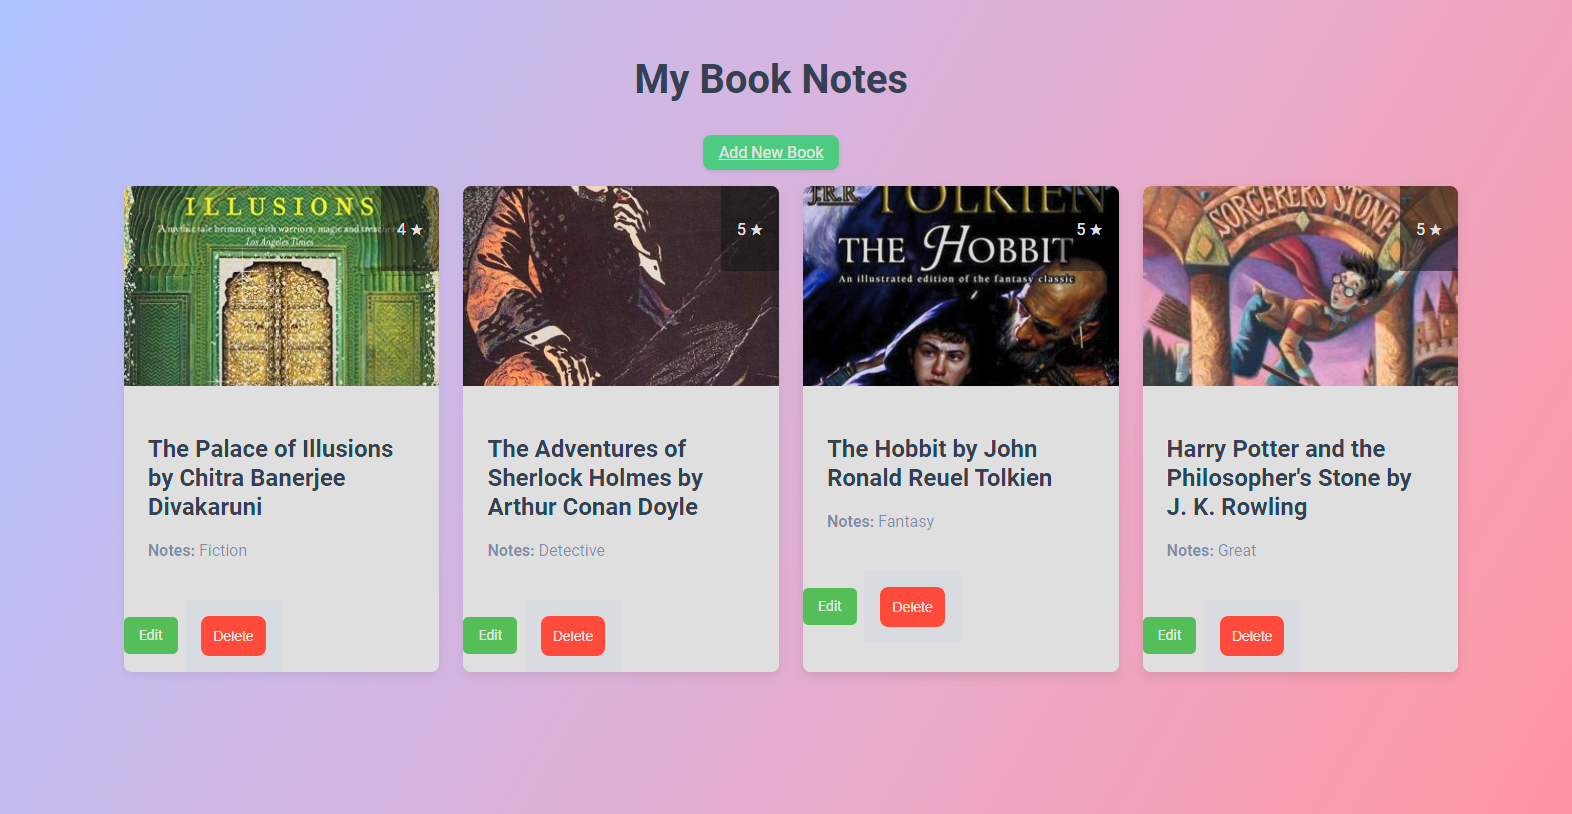 My Book Notes
Add New Book
ILLUSIONS
"A mythic tale brimming with warriors, magic and treachery
Los Angeles Times
4 ★
The Palace of Illusions
by Chitra Banerjee
Divakaruni
Notes: Fiction
Edit
Delete
5 ★
The Adventures of
Sherlock Holmes by
Arthur Conan Doyle
Notes: Detective
Edit
Delete
J.R.R. TOLKIEN
THE HOBBIT
An illustrated edition of the fantasy classic
5 ★
The Hobbit by John
Ronald Reuel Tolkien
Notes: Fantasy
Edit
Delete
SORCERER'S STONE
5 ★
Harry Potter and the
Philosopher's Stone by
J. K. Rowling
Notes: Great
Edit
Delete